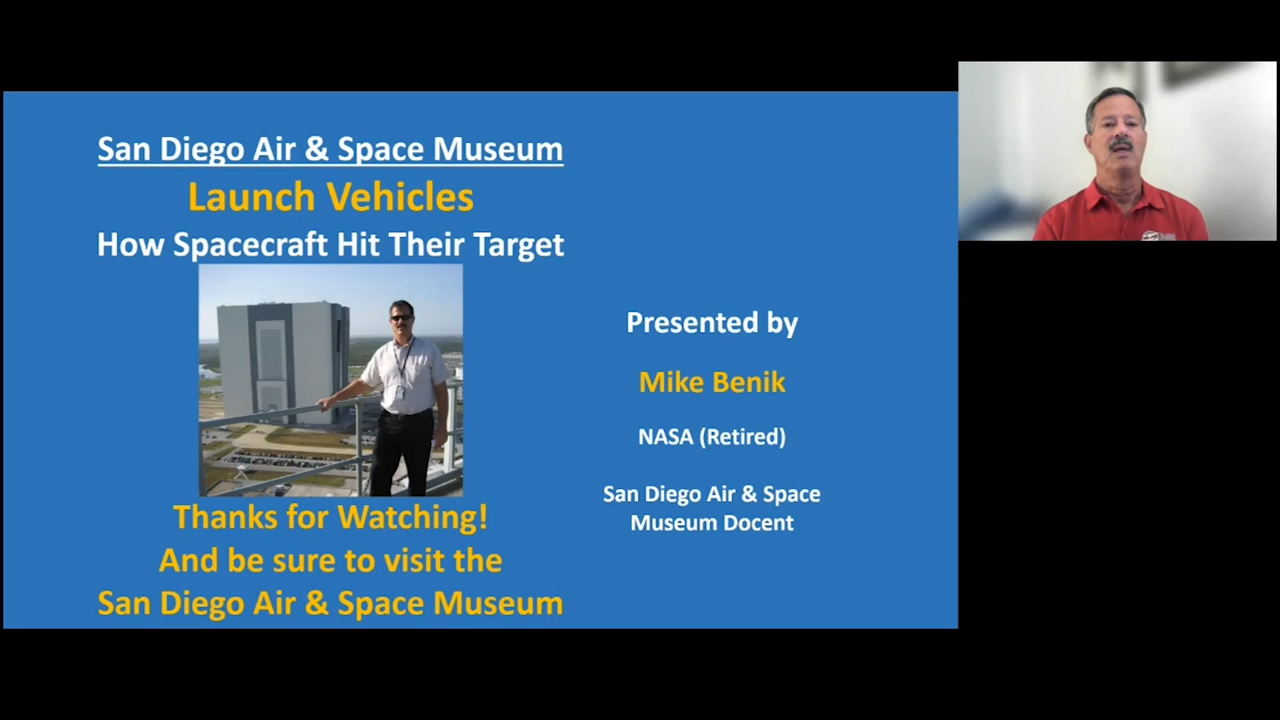 San Diego Air & Space Museum
Launch Vehicles
How Spacecraft Hit Their Target
Thanks for Watching!
And be sure to visit the
San Diego Air & Space Museum
Presented by
Mike Benik
NASA (Retired)
San Diego Air & Space
Museum Docent